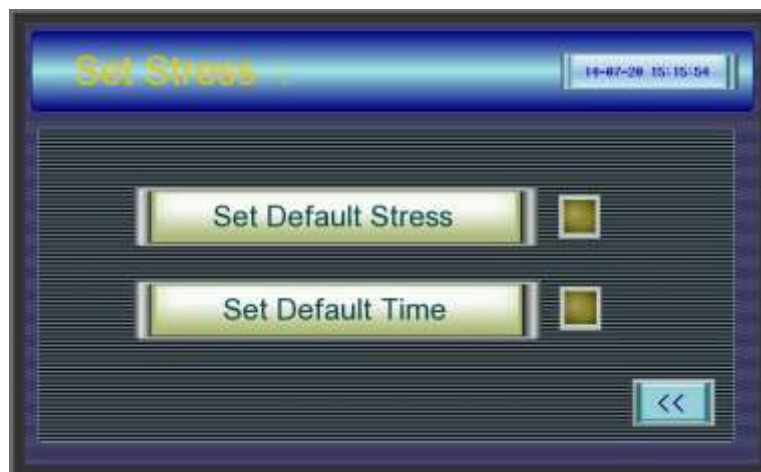 Set Stress :
14-07-20 15:15:54
Set Default Stress
Set Default Time
<<